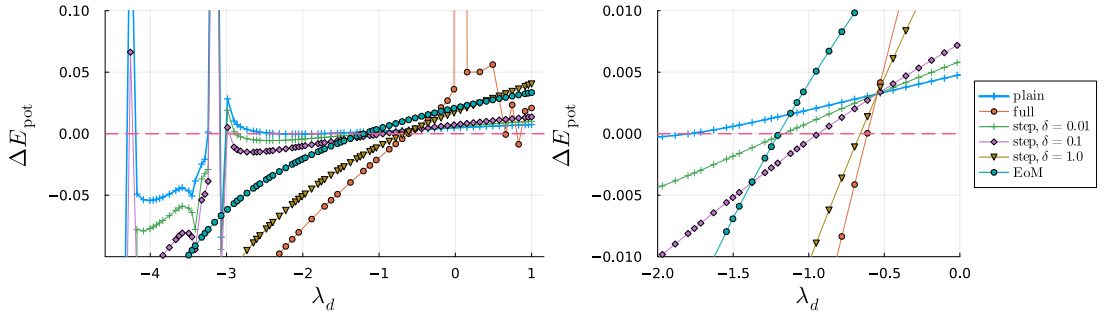 ΔE_pot
0.10
0.05
0.00
−0.05
−4
−3
−2
−1
0
1
λ_d
ΔE_pot
0.010
0.005
0.000
−0.005
−0.010
−2.0
−1.5
−1.0
−0.5
0.0
λ_d
plain
full
step, δ = 0.01
step, δ = 0.1
step, δ = 1.0
EoM